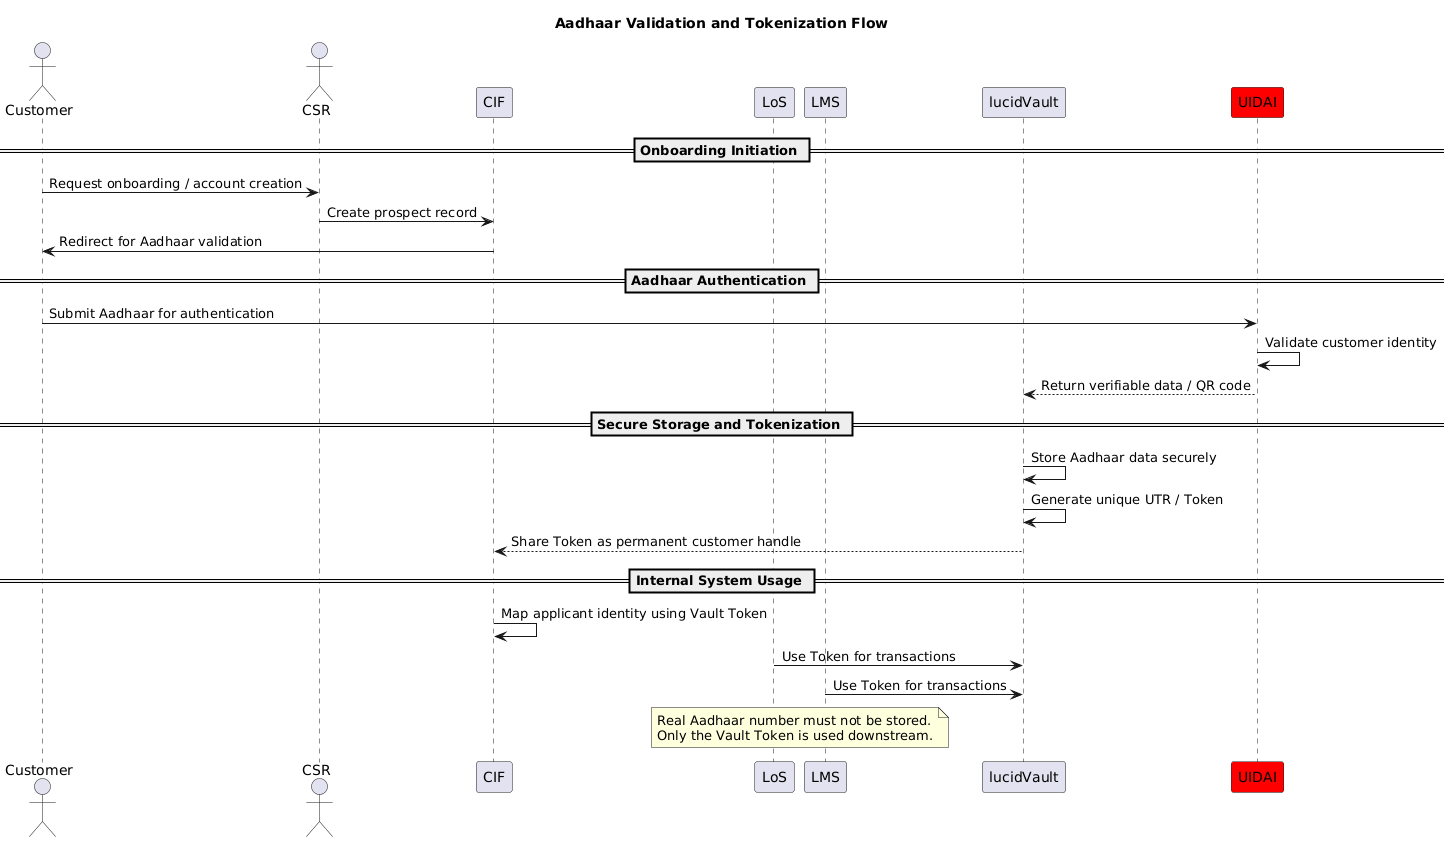 Aadhaar Validation and Tokenization Flow
Customer
CSR
CIF
LoS
LMS
lucidVault
UIDAI
Onboarding Initiation
Request onboarding / account creation
Create prospect record
Redirect for Aadhaar validation
Aadhaar Authentication
Submit Aadhaar for authentication
Validate customer identity
Return verifiable data / QR code
Secure Storage and Tokenization
Store Aadhaar data securely
Generate unique UTR / Token
Share Token as permanent customer handle
Internal System Usage
Map applicant identity using Vault Token
Use Token for transactions
Use Token for transactions
Real Aadhaar number must not be stored.
Only the Vault Token is used downstream.
Customer
CSR
CIF
LoS
LMS
lucidVault
UIDAI